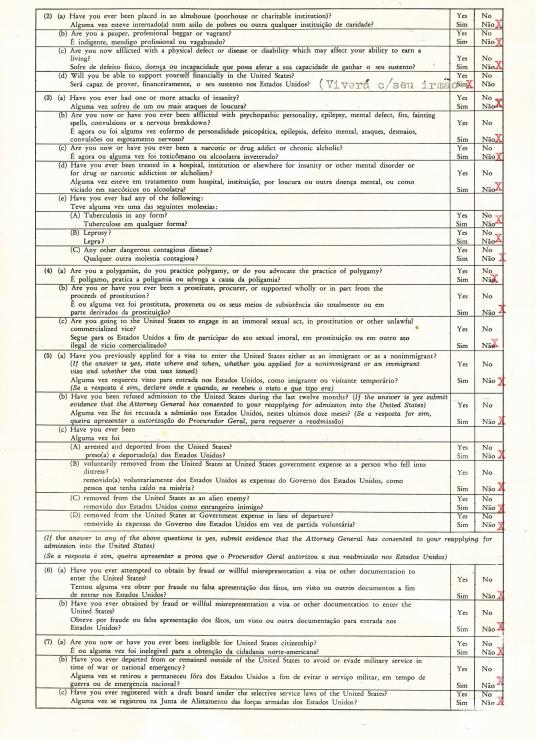 (2) (a) Have you ever been placed in an almshouse (poorhouse or charitable institution)? Yes No
Alguma vez esteve internado(a) num asilo de pobres ou outra qualquer instituição de caridade? Sim Não X
(b) Are you a pauper, professional beggar or vagrant? Yes No
É indigente, mendigo profissional ou vagabundo? Sim Não X
(c) Are you now afflicted with a physical defect or disease or disability which may affect your ability to earn a Yes No
living?
Sofre de defeito físico, doença ou incapacidade que possa afetar a sua capacidade de ganhar o seu sustento? Sim Não X
(d) Will you be able to support yourself financially in the United States? Yes No
Será capaz de prover, financeiramente, o seu sustento nos Estados Unidos? (Viverá c/seu irmão Sim X Não
(3) (a) Have you ever had one or more attacks of insanity? Yes No
Alguma vez sofreu de um ou mais ataques de loucura? Sim Não X
(b) Are you now or have you ever been afflicted with psychopathic personality, epilepsy, mental defect, fits, fainting Yes No
spells, convulsions or a nervous breakdown?
É agora ou foi alguma vez enfermo de personalidade psicopática, epilepsia, defeito mental, ataques, desmaios,
convulsões ou esgotamento nervoso? Sim Não X
(c) Are you now or have you ever been a narcotic or drug addict or chronic alcholic? Yes No
É agora ou alguma vez foi toxicômano ou alcoolatra inveterado? Sim Não X
(d) Have you ever been treated in a hospital, institution or elsewhere for insanity or other mental disorder or Yes No
for drug or narcotic addiction or alcholism?
Alguma vez esteve em tratamento num hospital, instituição, por loucura ou outra doença mental, ou como
viciado em narcóticos ou alcoolatra? Sim Não X
(e) Have you ever had any of the following:
Teve alguma vez uma das seguintes molestias:
(A) Tuberculosis in any form? Yes No
Tuberculose em qualquer forma? Sim Não X
(B) Leprosy? Yes No
Lepra? Sim Não X
(C) Any other dangerous contagious disease? Yes No
Qualquer outra molestia contagiosa? Sim Não X
(4) (a) Are you a polygamist, do you practice polygamy, or do you advocate the practice of polygamy? Yes No
É polígamo, pratica a poligamia ou advoga a causa da poligamia? Sim Não X
(b) Are you or have you ever been a prostitute, procurer, or supported wholly or in part from the
proceeds of prostitution? Yes No
É ou alguma vez foi prostituta, proxeneta ou os seus meios de subsistência são totalmente ou em
parte derivados da prostituição? Sim Não X
(c) Are you going to the United States to engage in an immoral sexual act, in prostitution or other unlawful
commercialized vice? Yes No
Segue para os Estados Unidos a fim de participar do ato sexual imoral, em prostituição ou em outro ato
ilegal de vício comercializado? Sim Não X
(5) (a) Have you previously applied for a visa to enter the United States either as an immigrant or as a nonimmigrant?
(If the answer is yes, state where and when, whether you applied for a nonimmigrant or an immigrant Yes No
visa and whether the visa was issued)
Alguma vez requereu visto para entrada nos Estados Unidos, como imigrante ou visitante temporário? Sim Não X
(Se a resposta é sim, declare onde e quando, se recebeu o visto e que tipo era)
(b) Have you been refused admission to the United States during the last twelve months? (If the answer is yes submit
evidence that the Attorney General has consented to your reapplying for admission into the United States) Yes No
Alguma vez lhe foi recusada a admissão nos Estados Unidos, nestes ultimos doze meses? (Se a resposta for sim,
queira apresentar a autorização do Procurador Geral, para requerer a readmissão) Sim Não X
(c) Have you ever been
Alguma vez foi
(A) arrested and deported from the United States? Yes No
preso(a) e deportado(a) dos Estados Unidos? Sim Não X
(B) voluntarily removed from the United States at United States government expense as a person who fell into
distress? Yes No
removido(a) voluntariamente dos Estados Unidos as expensas do Governo dos Estados Unidos, como
pessoa que tenha caído na miséria? Sim Não X
(C) removed from the United States as an alien enemy? Yes No
removido dos Estados Unidos como estrangeiro inimigo? Sim Não X
(D) removed from the United States at Government expense in lieu of departure? Yes No
removido ás expensas do Governo dos Estados Unidos em vez de partida voluntária? Sim Não X
(If the answer to any of the above questions is yes, submit evidence that the Attorney General has consented to your reapplying for
admission into the United States)
(Se a resposta é sim, queira apresentar a prova que o Procurador Geral autorizou a sua readmissão nos Estados Unidos)
(6) (a) Have you ever attempted to obtain by fraud or willful misrepresentation a visa or other documentation to
enter the United States? Yes No
Tentou alguma vez obter por fraude ou falsa apresentação dos fátos, um visto ou outros documentos a fim
de entrar nos Estados Unidos? Sim Não X
(b) Have you ever obtained by fraud or willful misrepresentation a visa or other documentation to enter the
United States? Yes No
Obteve por fraude ou falsa apresentação dos fátos, um visto ou outra documentação para entrada nos
Estados Unidos? Sim Não X
(7) (a) Are you now or have you ever been ineligible for United States citizenship? Yes No
É ou alguma vez foi inelegivel para a obtenção da cidadania norte-americana? Sim Não X
(b) Have you ever departed from or remained outside of the United States to avoid or evade military service in
time of war or national emergency? Yes No
Alguma vez se retirou e permaneceu fóra dos Estados Unidos a fim de evitar o serviço militar, em tempo de
guerra ou de emergencia nacional? Sim Não X
(c) Have you ever registered with a draft board under the selective service laws of the United States? Yes No
Alguma vez se registrou na Junta de Alistamento das forças armadas dos Estados Unidos? Sim Não X